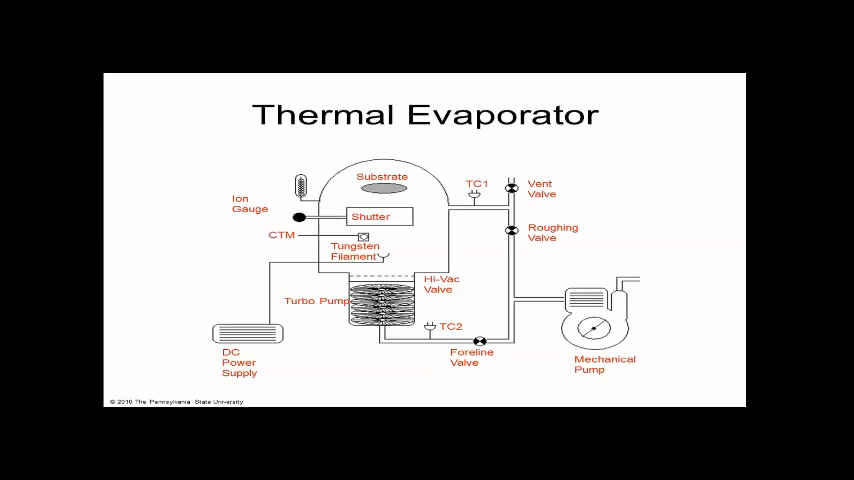 Thermal Evaporator
Substrate
TC1
Vent
Valve
Ion
Gauge
Shutter
Roughing
Valve
CTM
Tungsten
Filament
Hi-Vac
Valve
Turbo Pump
TC2
DC
Power
Supply
Foreline
Valve
Mechanical
Pump
© 2010 The Pennsylvania State University